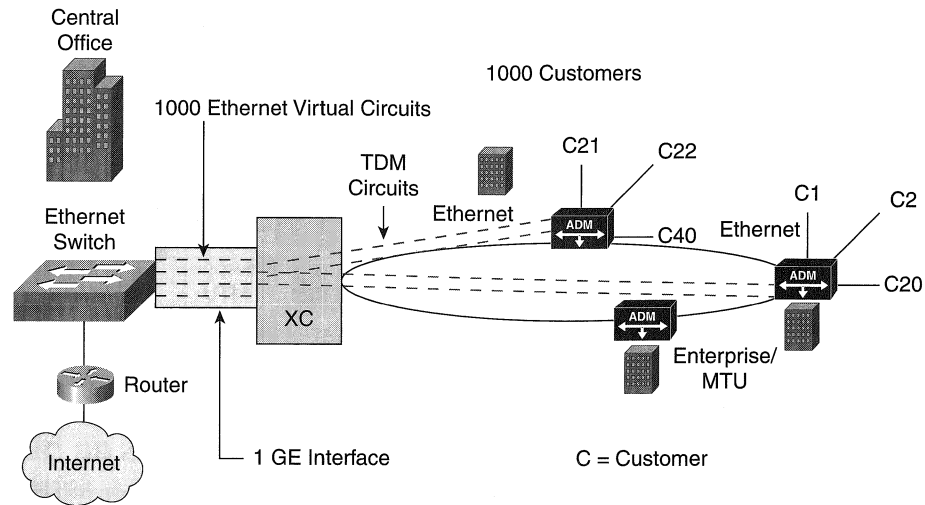 Central
Office
1000 Customers
1000 Ethernet Virtual Circuits
TDM
Circuits
C21
C22
C1
C2
Ethernet
Switch
Ethernet
ADM
C40
Ethernet
ADM
C20
XC
ADM
Enterprise/
MTU
Router
Internet
1 GE Interface
C = Customer